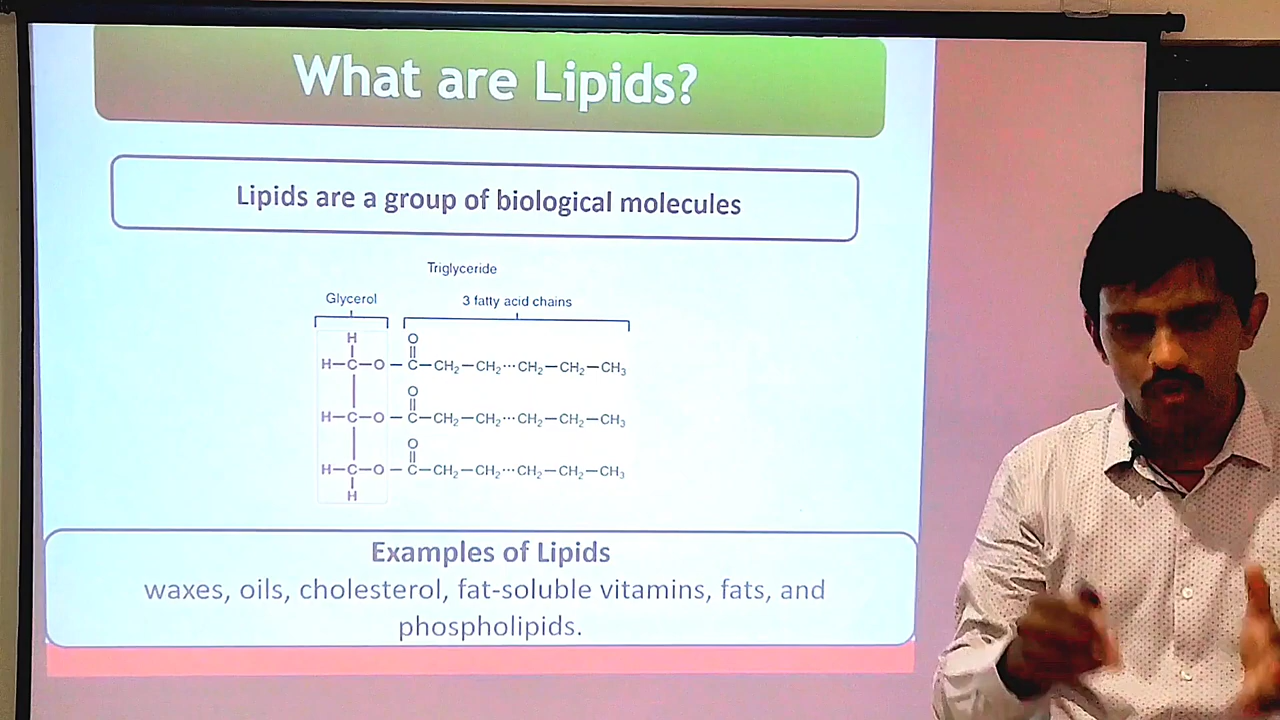 What are Lipids?
Lipids are a group of biological molecules
Triglyceride
Glycerol
3 fatty acid chains
H O
H—C—O—C—CH₂—CH₂···CH₂—CH₂—CH₃
O
H—C—O—C—CH₂—CH₂···CH₂—CH₂—CH₃
O
H—C—O—C—CH₂—CH₂···CH₂—CH₂—CH₃
H
Examples of Lipids
waxes, oils, cholesterol, fat-soluble vitamins, fats, and
phospholipids.